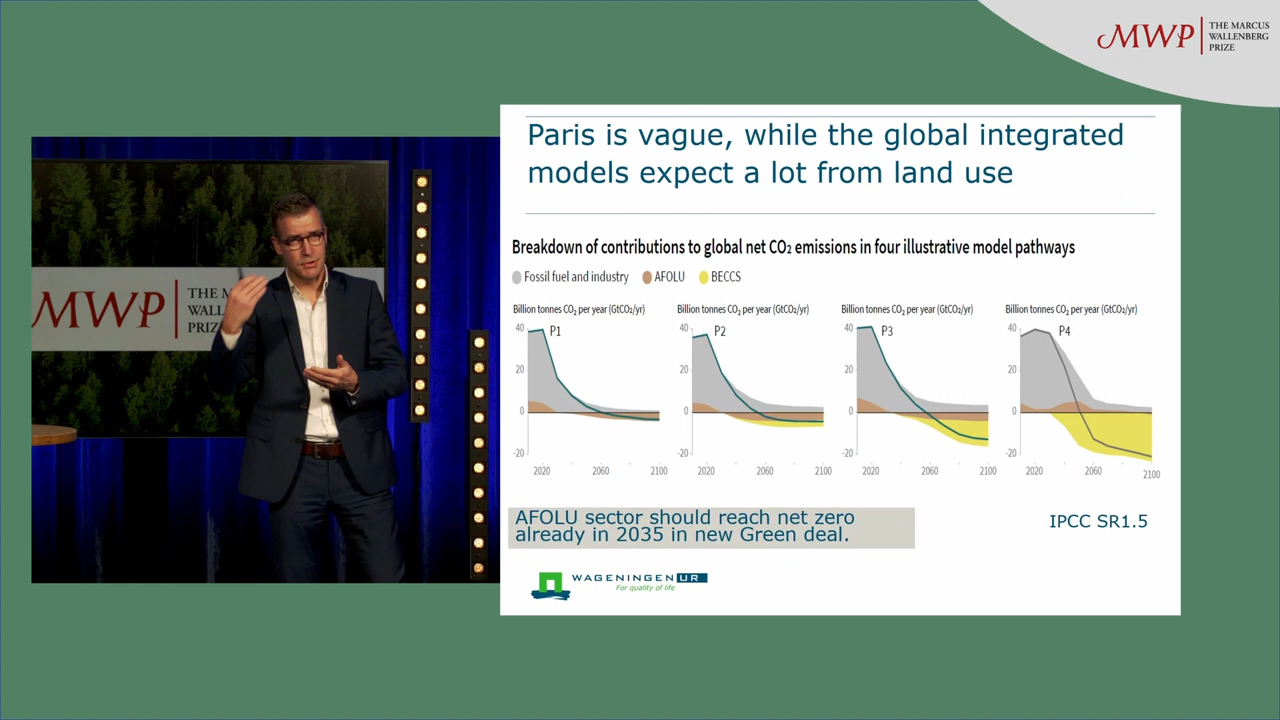 MWP
THE MARCUS
WALLENBERG
PRIZE
Paris is vague, while the global integrated
models expect a lot from land use
Breakdown of contributions to global net CO2 emissions in four illustrative model pathways
Fossil fuel and industry
AFOLU
BECCS
Billion tonnes CO2 per year (GtCO2/yr)
40
P1
20
0
-20
2020
2060
2100
Billion tonnes CO2 per year (GtCO2/yr)
40
P2
20
0
-20
2020
2060
2100
Billion tonnes CO2 per year (GtCO2/yr)
40
P3
20
0
-20
2020
2060
2100
Billion tonnes CO2 per year (GtCO2/yr)
40
P4
20
0
-20
2020
2060
2100
AFOLU sector should reach net zero
already in 2035 in new Green deal.
IPCC SR1.5
WAGENINGEN UR
For quality of life
MWP
THE M
WAL
PRIZ